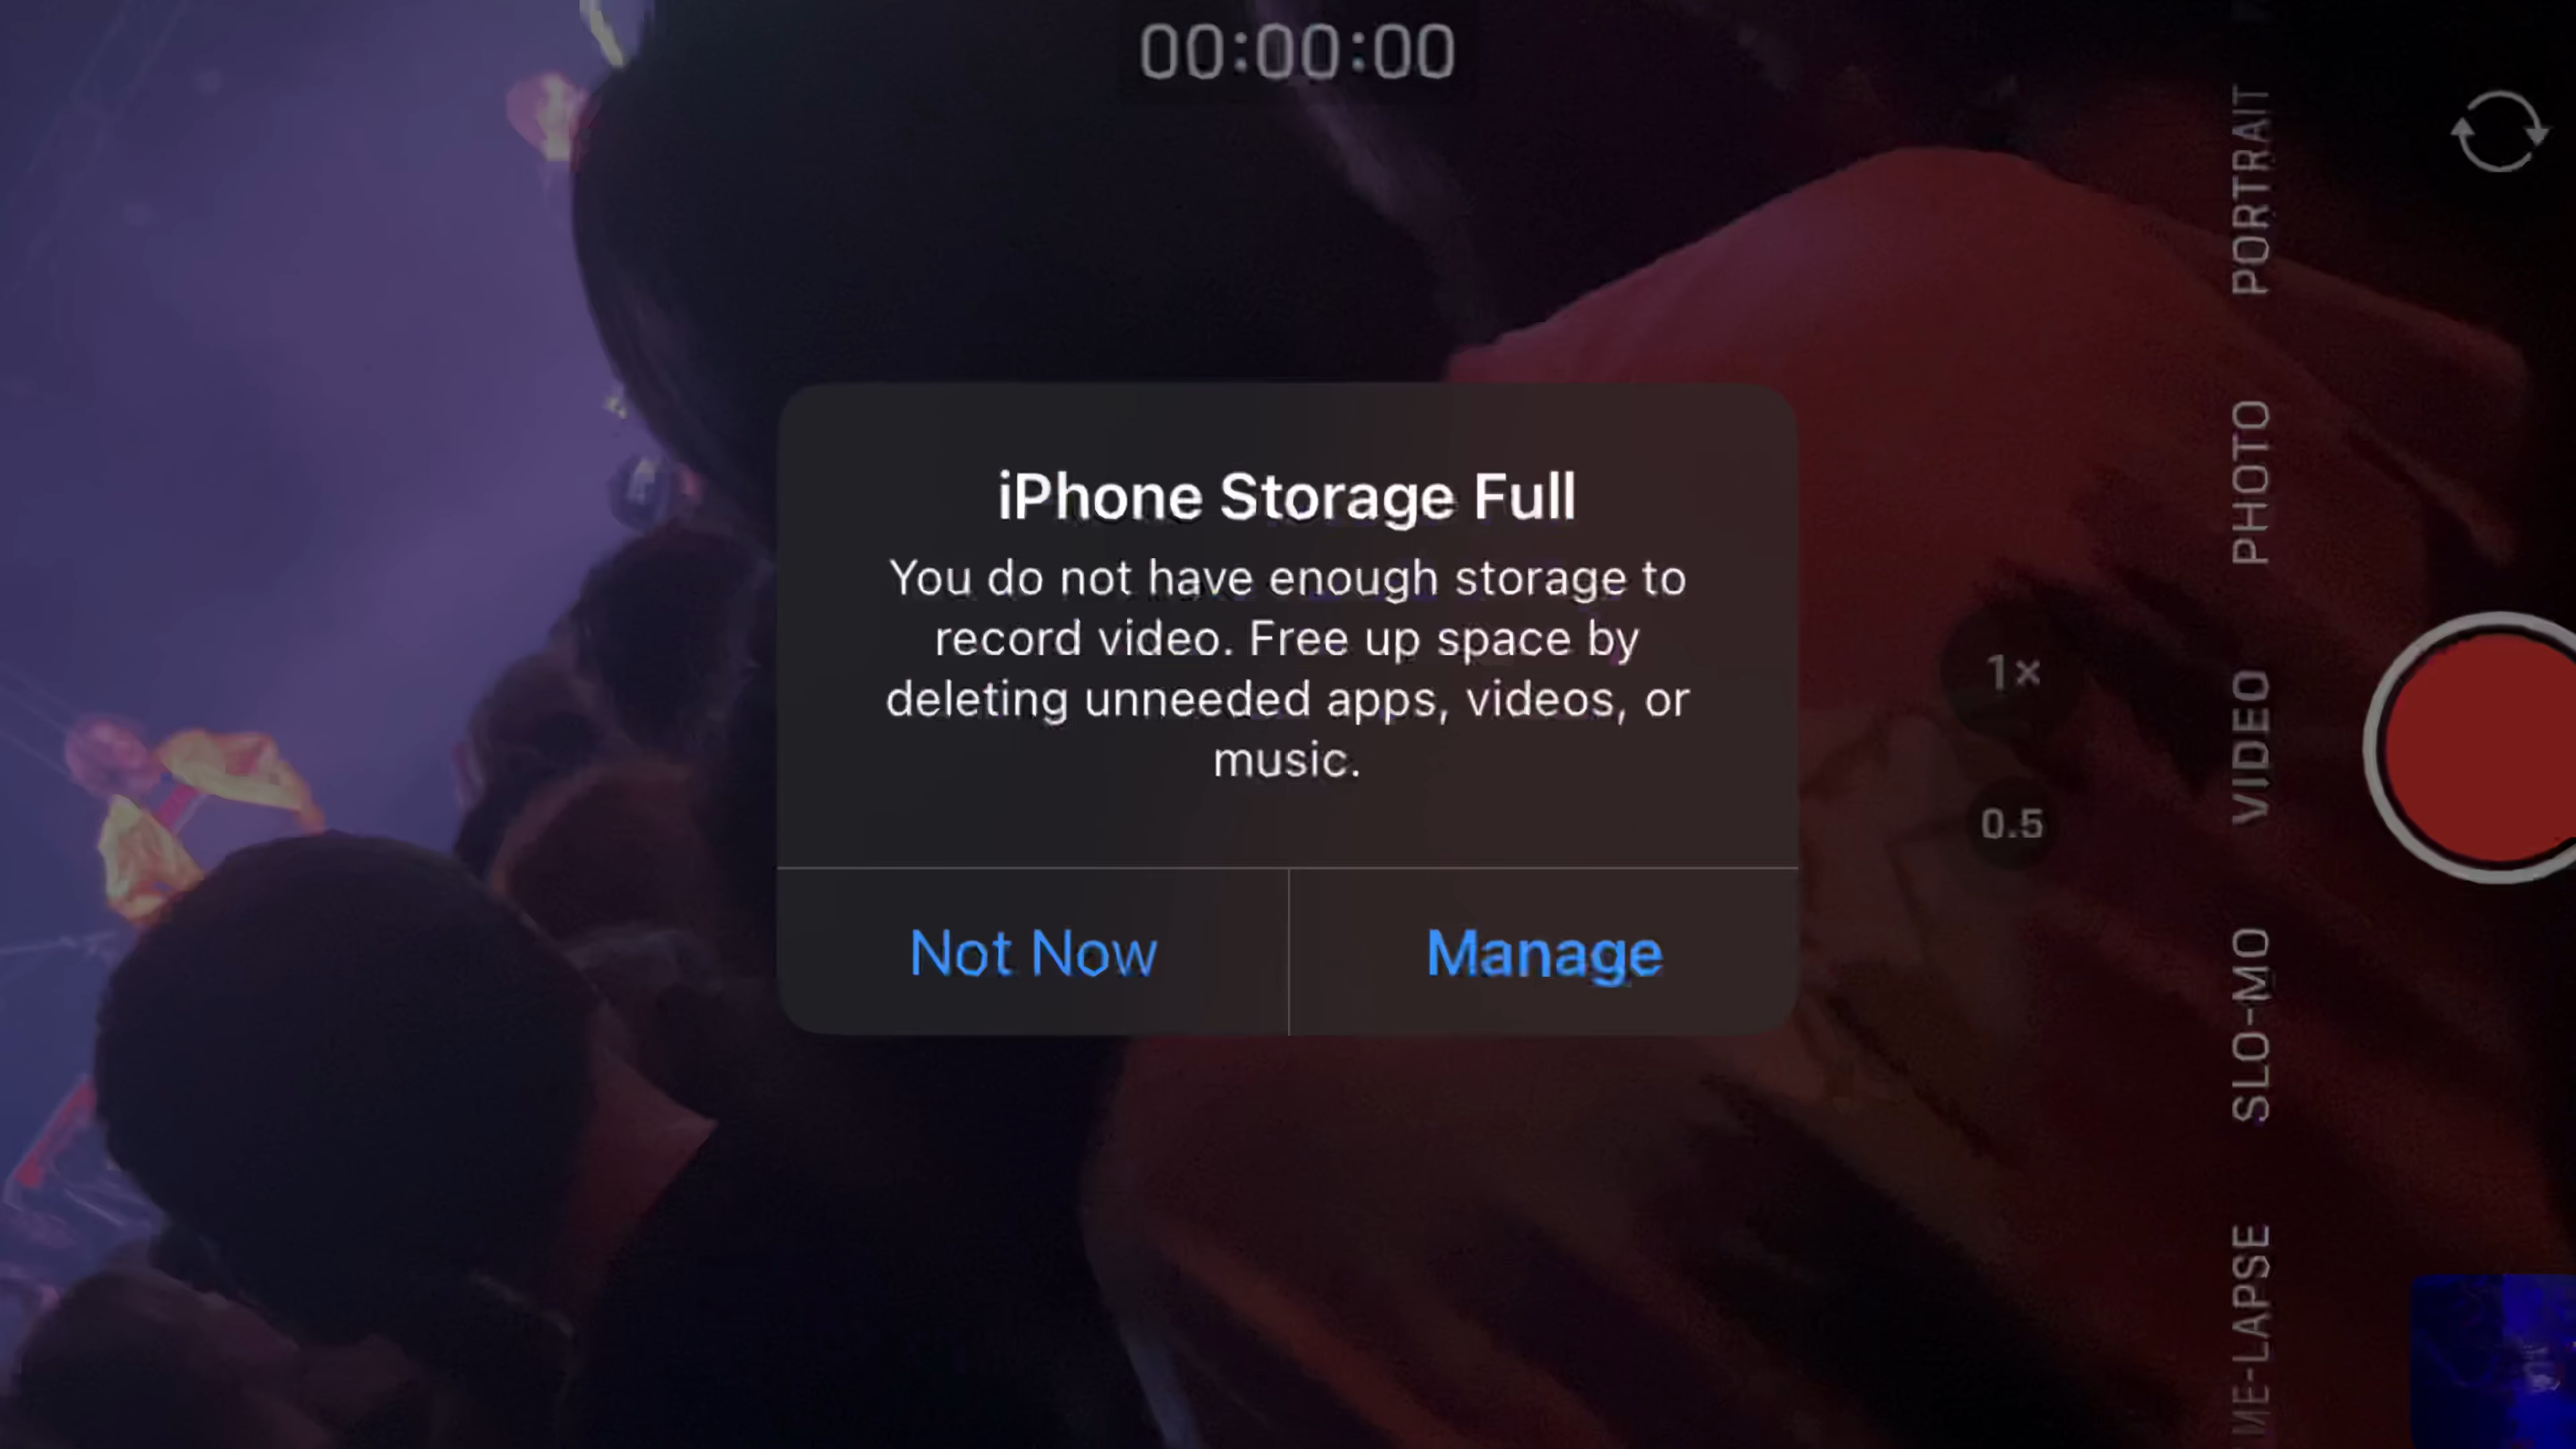 00:00:00
iPhone Storage Full
You do not have enough storage to
record video. Free up space by
deleting unneeded apps, videos, or
music.
Not Now
Manage
1×
0.5
PORTRAIT
PHOTO
VIDEO
SLO-MO
ME-LAPSE